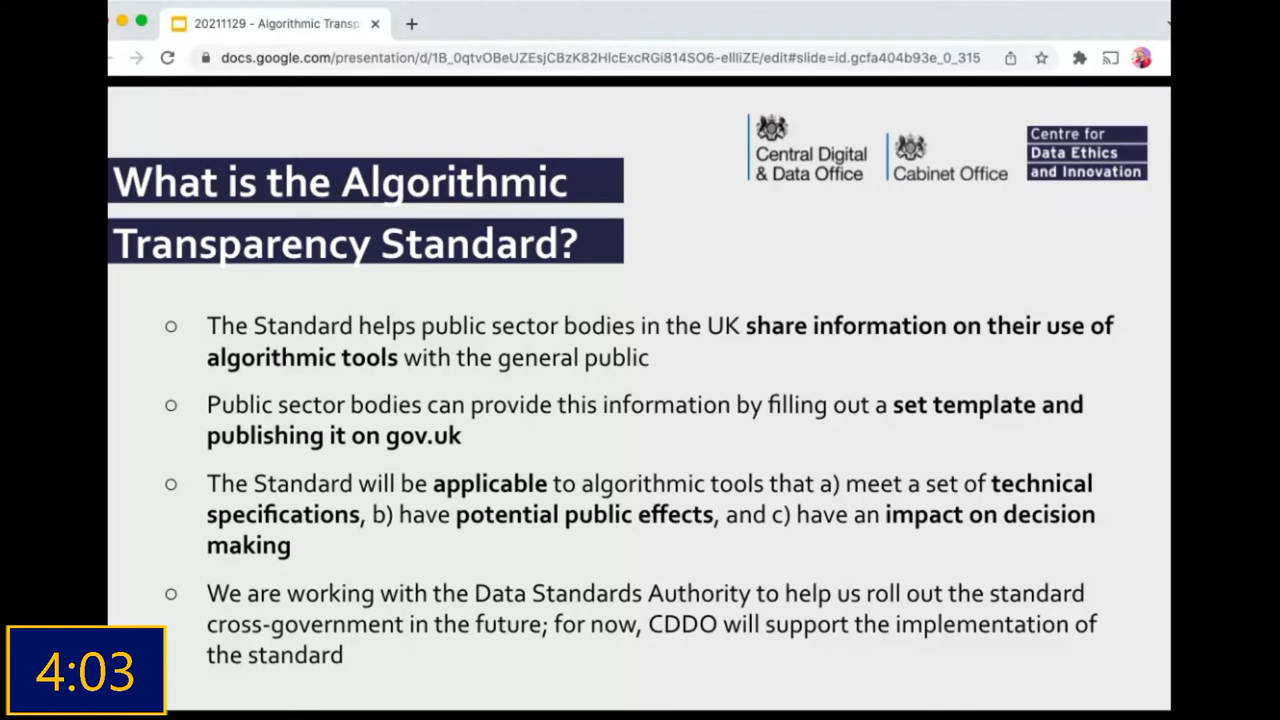 20211129 - Algorithmic Transp
docs.google.com/presentation/d/1B_0qtvOBeUZEsjCBzK82HlcExcRGi814SO6-ellliZE/edit#slide=id.gcfa404b93e_0_315
Central Digital
& Data Office
Cabinet Office
Centre for
Data Ethics
and Innovation
What is the Algorithmic
Transparency Standard?
The Standard helps public sector bodies in the UK share information on their use of
algorithmic tools with the general public
Public sector bodies can provide this information by filling out a set template and
publishing it on gov.uk
The Standard will be applicable to algorithmic tools that a) meet a set of technical
specifications, b) have potential public effects, and c) have an impact on decision
making
We are working with the Data Standards Authority to help us roll out the standard
cross-government in the future; for now, CDDO will support the implementation of
the standard
4:03